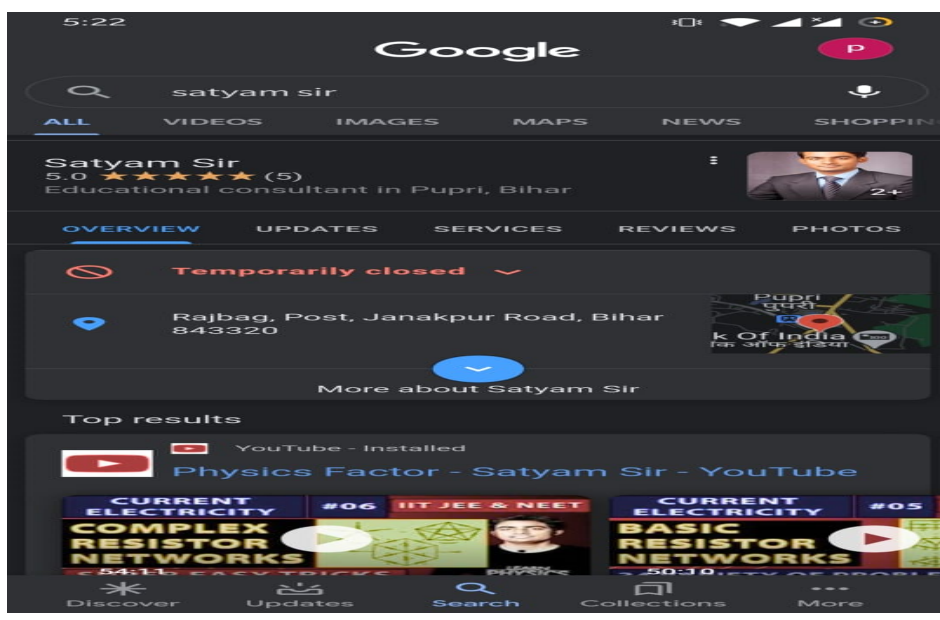 5:22
Google
P
satyam sir
ALL VIDEOS IMAGES MAPS NEWS SHOPPIN
Satyam Sir
5.0 ★★★★★ (5)
Educational consultant in Pupri, Bihar
2+
OVERVIEW UPDATES SERVICES REVIEWS PHOTOS
Temporarily closed
Rajbag, Post, Janakpur Road, Bihar
843320
Pupri
पुपरी
k Of India
More about Satyam Sir
Top results
YouTube - Installed
Physics Factor - Satyam Sir - YouTube
CURRENT
ELECTRICITY
#06
IIT JEE & NEET
COMPLEX
RESISTOR
NETWORKS
54:11
CURRENT
ELECTRICITY
#05
BASIC
RESISTOR
NETWORKS
50:10
Discover Updates Search Collections More